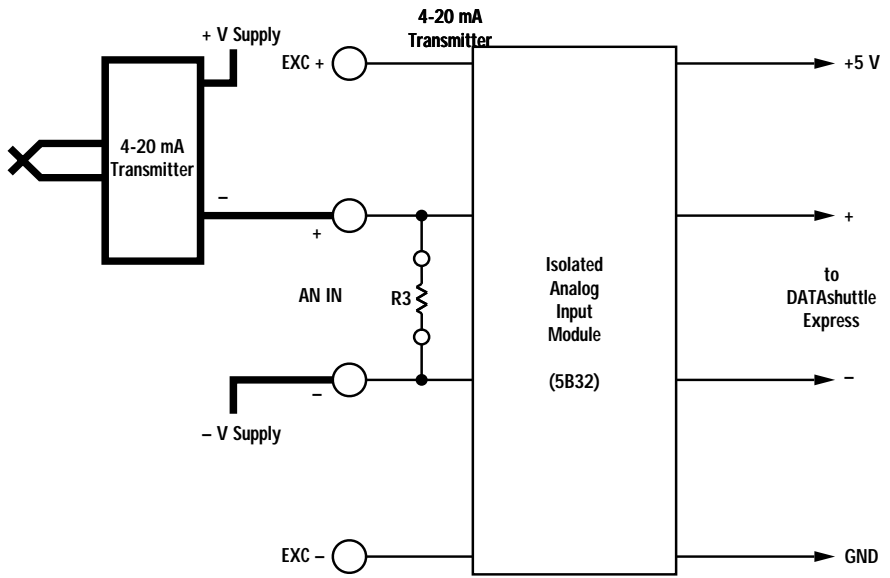 4-20 mA
Transmitter
+ V Supply
EXC +
+5 V
4-20 mA
Transmitter
–
+
+
AN IN
R3
Isolated
Analog
Input
Module
(5B32)
to
DATAshuttle
Express
–
–
– V Supply
EXC –
GND